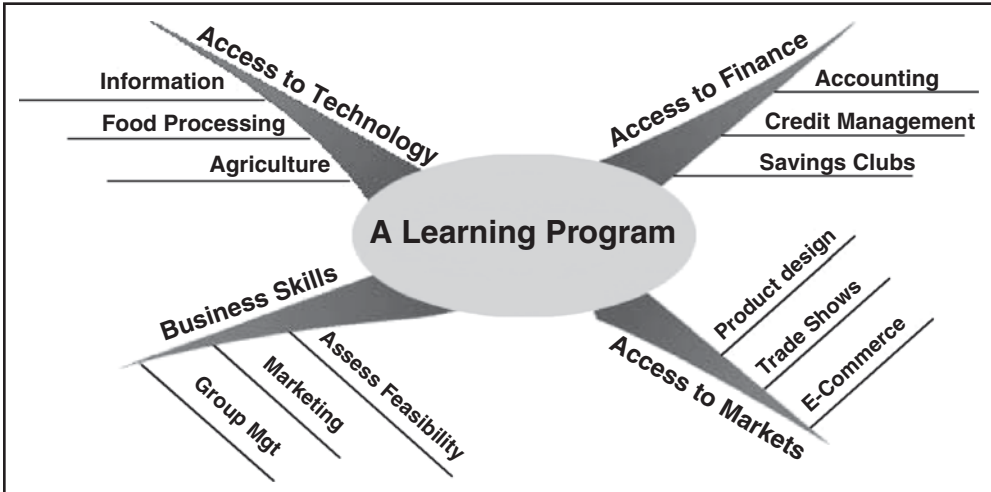 Access to Technology
Information
Food Processing
Agriculture
Access to Finance
Accounting
Credit Management
Savings Clubs
A Learning Program
Business Skills
Group Mgt
Marketing
Assess Feasibility
Access to Markets
Product design
Trade Shows
E-Commerce